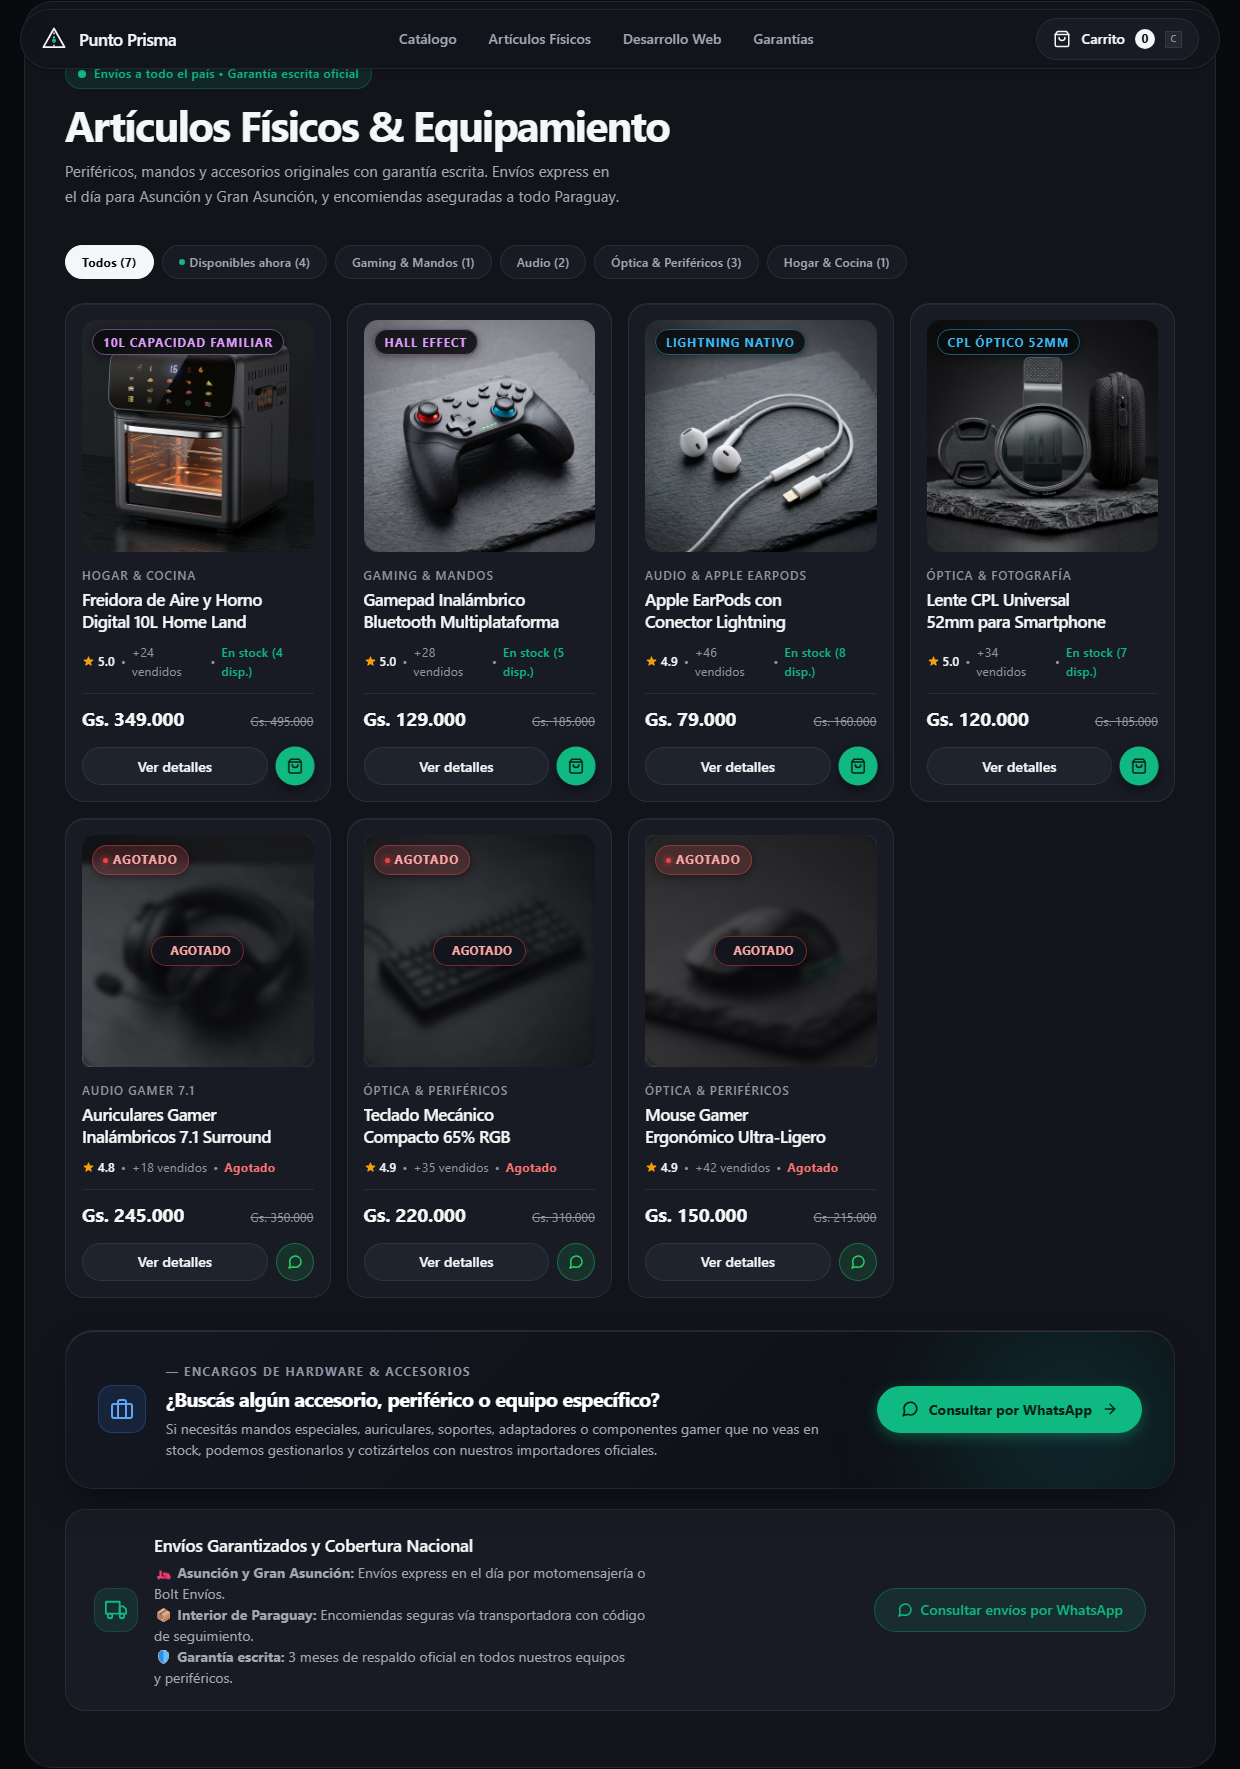 Punto Prisma
Catálogo
Artículos Físicos
Desarrollo Web
Garantías
Carrito 0 C
Envíos a todo el país • Garantía escrita oficial
Artículos Físicos & Equipamiento
Periféricos, mandos y accesorios originales con garantía escrita. Envíos express en
el día para Asunción y Gran Asunción, y encomiendas aseguradas a todo Paraguay.
Todos (7)
Disponibles ahora (4)
Gaming & Mandos (1)
Audio (2)
Óptica & Periféricos (3)
Hogar & Cocina (1)
10L CAPACIDAD FAMILIAR
HOGAR & COCINA
Freidora de Aire y Horno
Digital 10L Home Land
★ 5.0 • +24 vendidos • En stock (4 disp.)
Gs. 349.000 Gs. 495.000
Ver detalles
HALL EFFECT
GAMING & MANDOS
Gamepad Inalámbrico
Bluetooth Multiplataforma
★ 5.0 • +28 vendidos • En stock (5 disp.)
Gs. 129.000 Gs. 185.000
Ver detalles
LIGHTNING NATIVO
AUDIO & APPLE EARPODS
Apple EarPods con
Conector Lightning
★ 4.9 • +46 vendidos • En stock (8 disp.)
Gs. 79.000 Gs. 160.000
Ver detalles
CPL ÓPTICO 52MM
ÓPTICA & FOTOGRAFÍA
Lente CPL Universal
52mm para Smartphone
★ 5.0 • +34 vendidos • En stock (7 disp.)
Gs. 120.000 Gs. 185.000
Ver detalles
AGOTADO
AGOTADO
AUDIO GAMER 7.1
Auriculares Gamer
Inalámbricos 7.1 Surround
★ 4.8 • +18 vendidos • Agotado
Gs. 245.000 Gs. 350.000
Ver detalles
AGOTADO
AGOTADO
ÓPTICA & PERIFÉRICOS
Teclado Mecánico
Compacto 65% RGB
★ 4.9 • +35 vendidos • Agotado
Gs. 220.000 Gs. 310.000
Ver detalles
AGOTADO
AGOTADO
ÓPTICA & PERIFÉRICOS
Mouse Gamer
Ergonómico Ultra-Ligero
★ 4.9 • +42 vendidos • Agotado
Gs. 150.000 Gs. 215.000
Ver detalles
— ENCARGOS DE HARDWARE & ACCESORIOS
¿Buscás algún accesorio, periférico o equipo específico?
Si necesitás mandos especiales, auriculares, soportes, adaptadores o componentes gamer que no veas en
stock, podemos gestionarlos y cotizártelos con nuestros importadores oficiales.
Consultar por WhatsApp →
Envíos Garantizados y Cobertura Nacional
🛵 Asunción y Gran Asunción: Envíos express en el día por motomensajería o
Bolt Envíos.
📦 Interior de Paraguay: Encomiendas seguras vía transportadora con código
de seguimiento.
🛡️ Garantía escrita: 3 meses de respaldo oficial en todos nuestros equipos
y periféricos.
Consultar envíos por WhatsApp